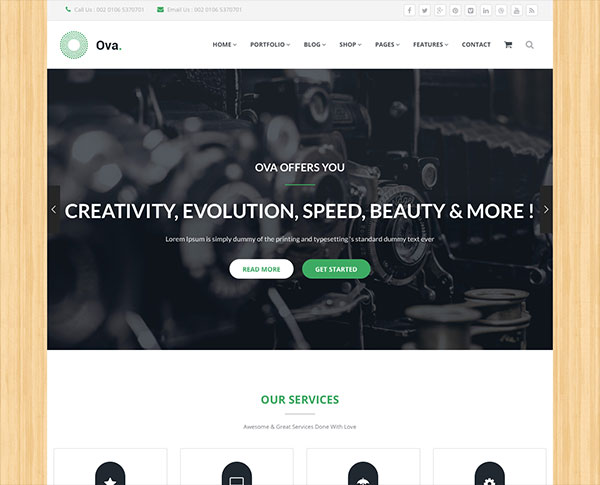 Call Us : 002 0106 5370701 Email Us : 002 0106 5370701
Ova. HOME PORTFOLIO BLOG SHOP PAGES FEATURES CONTACT
OVA OFFERS YOU
CREATIVITY, EVOLUTION, SPEED, BEAUTY & MORE !
Lorem Ipsum is simply dummy of the printing and typesetting 's standard dummy text ever
READ MORE GET STARTED
OUR SERVICES
Awesome & Great Services Done With Love